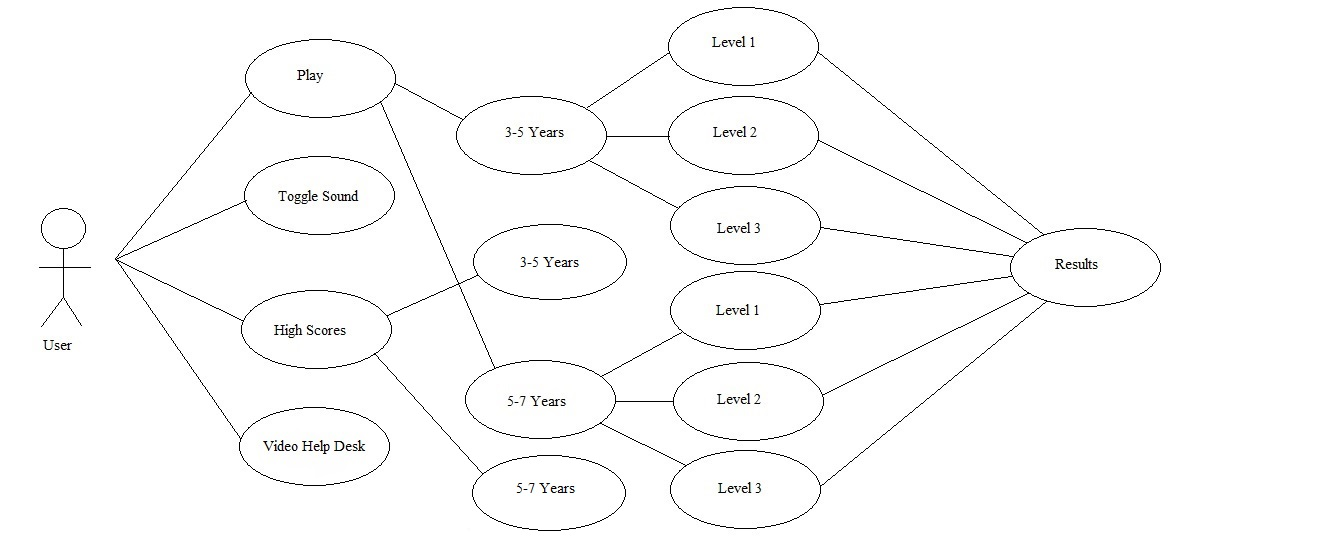 Level 1
Play
3-5 Years
Level 2
Toggle Sound
Level 3
3-5 Years
Results
Level 1
High Scores
User
5-7 Years
Level 2
Video Help Desk
5-7 Years
Level 3